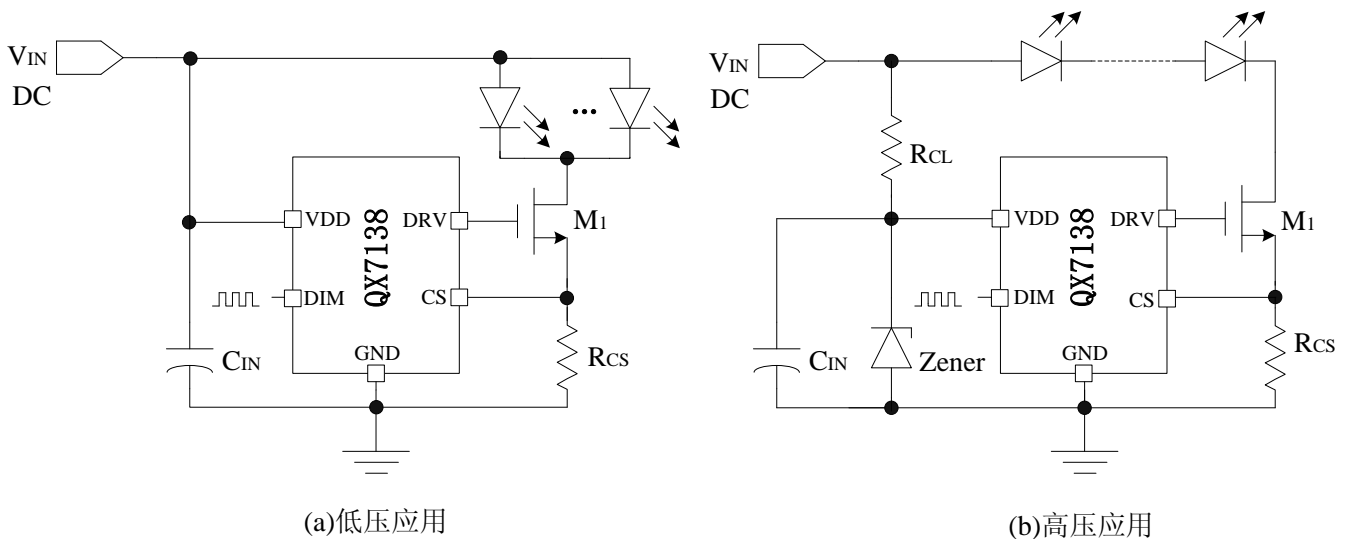 VIN
DC
VDD
DRV
M1
QX7138
DIM
CS
GND
CIN
RCS
(a)低压应用
VIN
DC
RCL
VDD
DRV
M1
QX7138
DIM
CS
GND
CIN
Zener
RCS
(b)高压应用